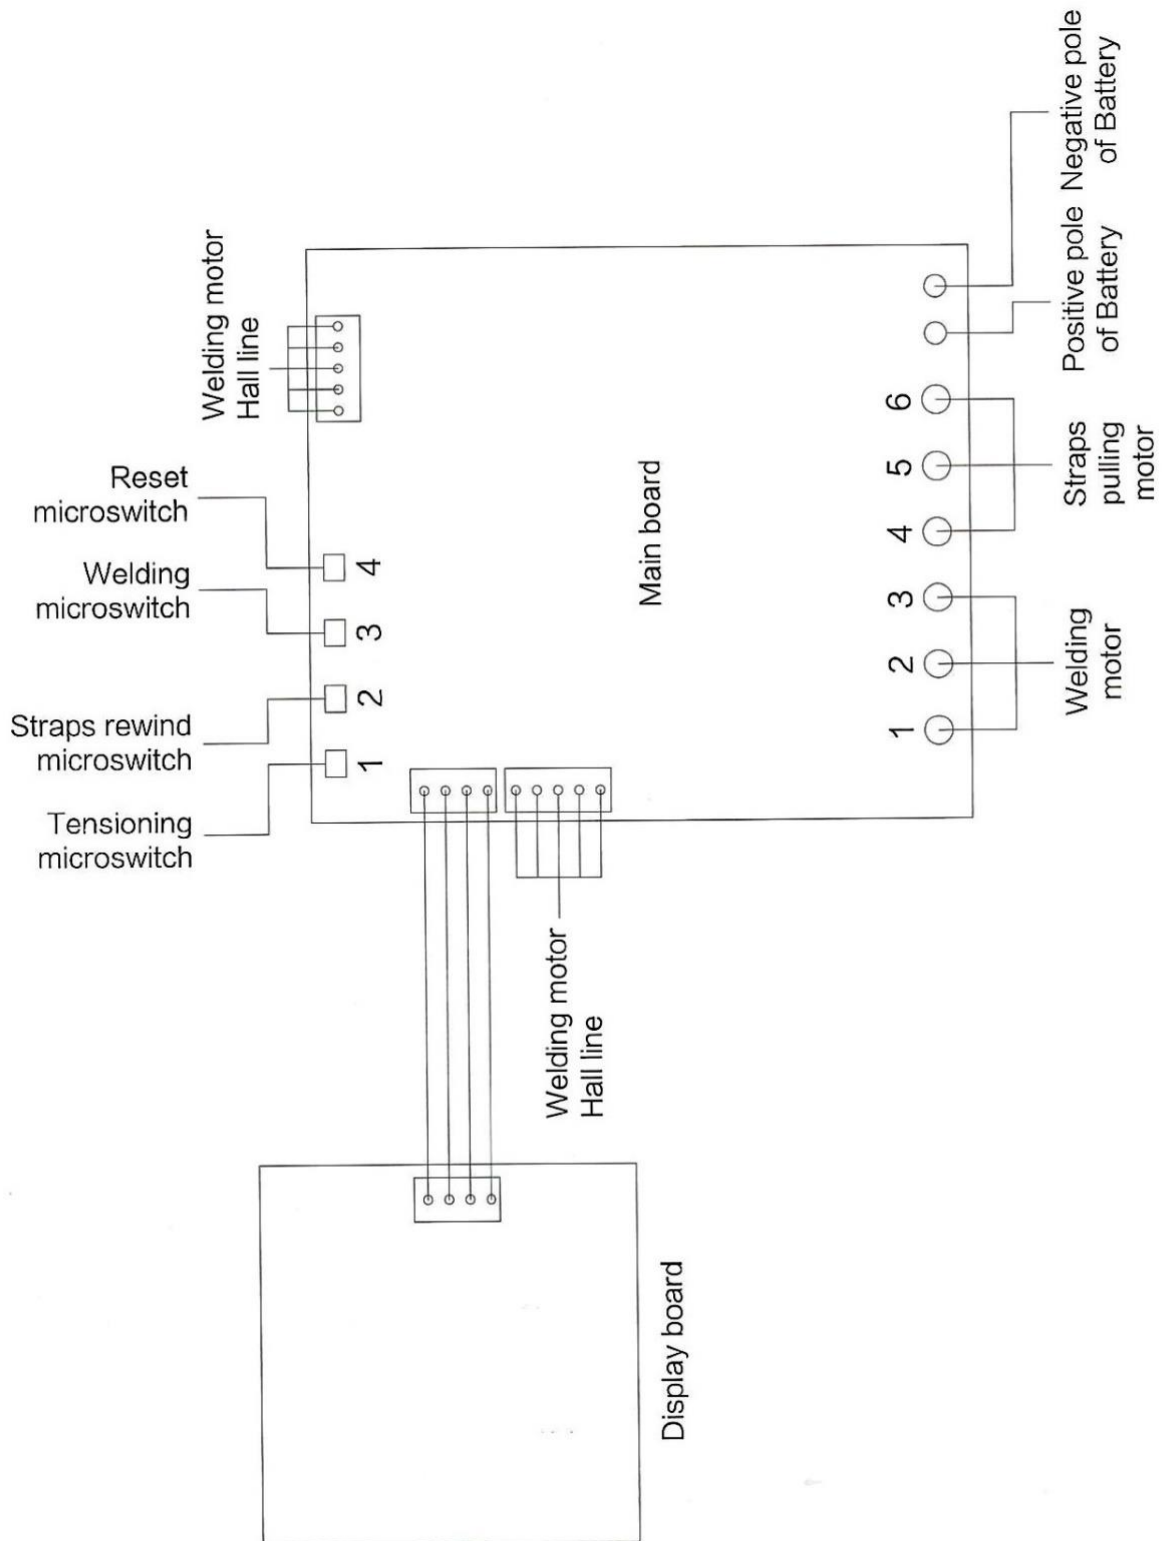 Reset
microswitch
Welding
microswitch
Straps rewind
microswitch
Tensioning
microswitch
1
2
3
4
Welding motor
Hall line
Main board
Welding motor
Hall line
1
2
3
4
5
6
Welding
motor
Straps
pulling
motor
Positive pole
of Battery
Negative pole
of Battery
Display board